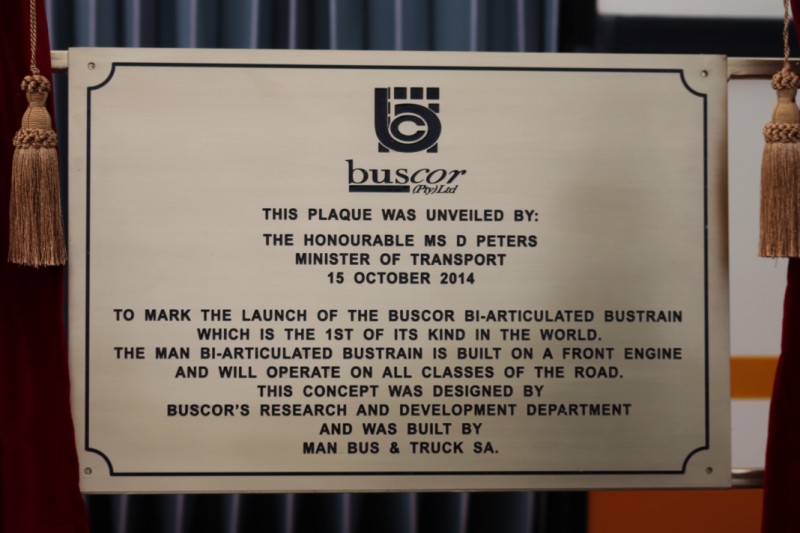 bc
buscor
(Pty)Ltd
THIS PLAQUE WAS UNVEILED BY:
THE HONOURABLE MS D PETERS
MINISTER OF TRANSPORT
15 OCTOBER 2014
TO MARK THE LAUNCH OF THE BUSCOR BI-ARTICULATED BUSTRAIN
WHICH IS THE 1ST OF ITS KIND IN THE WORLD.
THE MAN BI-ARTICULATED BUSTRAIN IS BUILT ON A FRONT ENGINE
AND WILL OPERATE ON ALL CLASSES OF THE ROAD.
THIS CONCEPT WAS DESIGNED BY
BUSCOR'S RESEARCH AND DEVELOPMENT DEPARTMENT
AND WAS BUILT BY
MAN BUS & TRUCK SA.